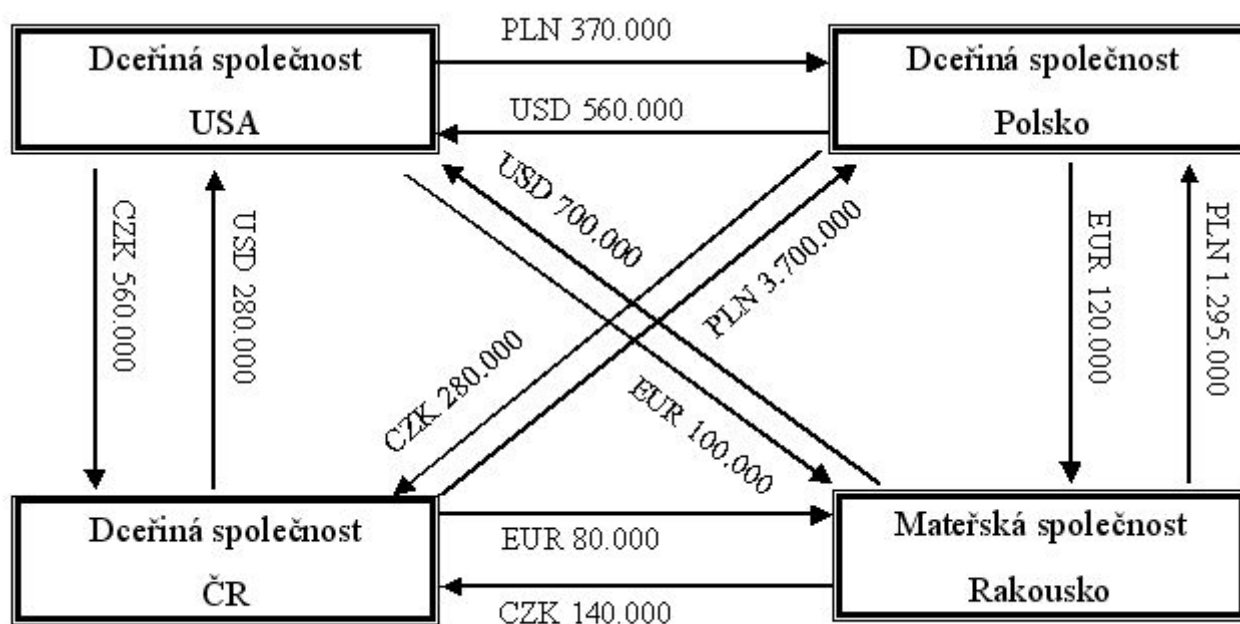 PLN 370.000
Dceřiná společnost
USA
Dceřiná společnost
Polsko
USD 560.000
USD 700.000
PLN 3.700.000
CZK 560.000
USD 280.000
EUR 120.000
PLN 1.295.000
CZK 280.000
EUR 100.000
Dceřiná společnost
ČR
EUR 80.000
Mateřská společnost
Rakousko
CZK 140.000